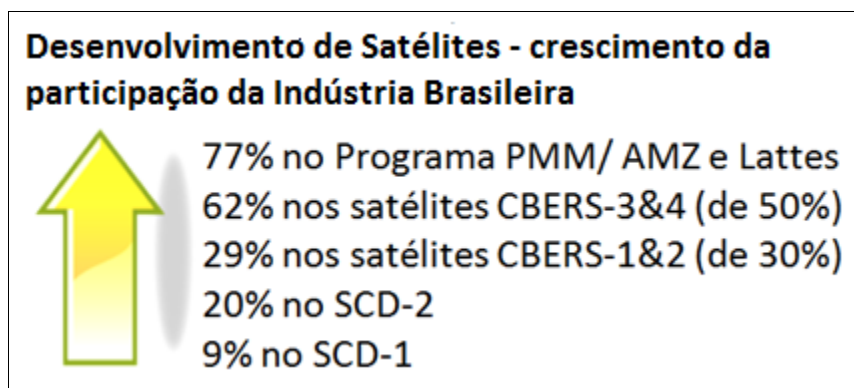 Desenvolvimento de Satélites - crescimento da
participação da Indústria Brasileira
77% no Programa PMM/ AMZ e Lattes
62% nos satélites CBERS-3&4 (de 50%)
29% nos satélites CBERS-1&2 (de 30%)
20% no SCD-2
9% no SCD-1